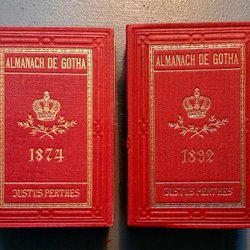 ALMANACH DE GOTHA
1874
JUSTUS PERTHES
ALMANACH DE GOTHA
1892
JUSTUS PERTHES